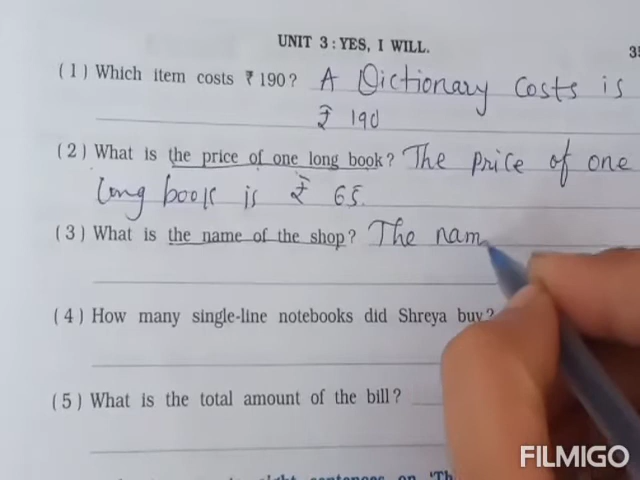 UNIT 3 : YES, I WILL.
(1) Which item costs ₹ 190? A Dictionary costs is
₹ 190
(2) What is the price of one long book? The price of one
long book is ₹ 65.
(3) What is the name of the shop? The nam
(4) How many single-line notebooks did Shreya buy?
(5) What is the total amount of the bill?
FILMIGO